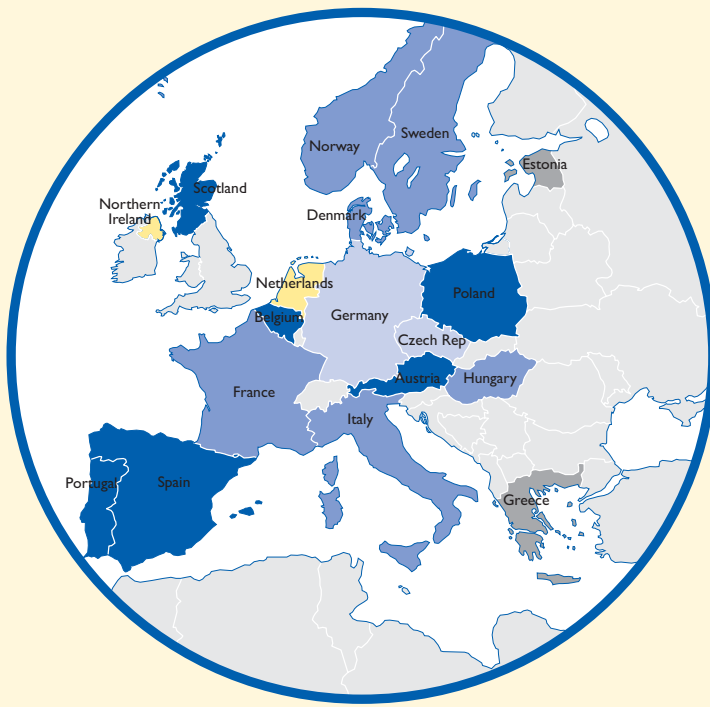 Sweden
Norway
Estonia
Scotland
Northern
Ireland
Denmark
Netherlands
Poland
Belgium
Germany
Czech Rep
Austria
Hungary
France
Italy
Portugal
Spain
Greece